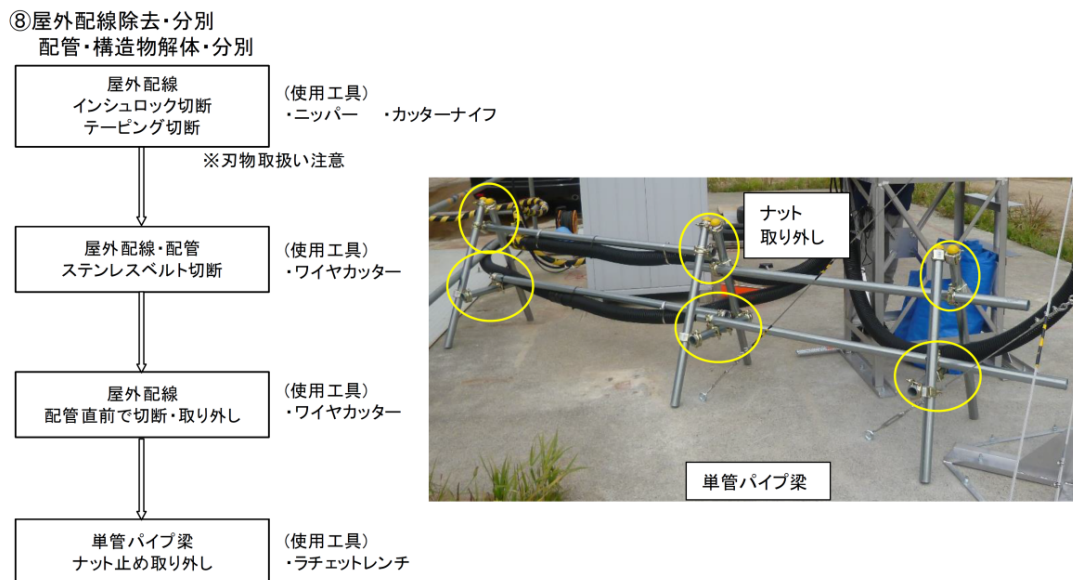 ⑧屋外配線除去・分別
配管・構造物解体・分別
屋外配線
インシュロック切断
テーピング切断
(使用工具)
・ニッパー ・カッターナイフ
※刃物取扱い注意
屋外配線・配管
ステンレスベルト切断
(使用工具)
・ワイヤカッター
屋外配線
配管直前で切断・取り外し
(使用工具)
・ワイヤカッター
単管パイプ梁
ナット止め取り外し
(使用工具)
・ラチェットレンチ
ナット
取り外し
単管パイプ梁